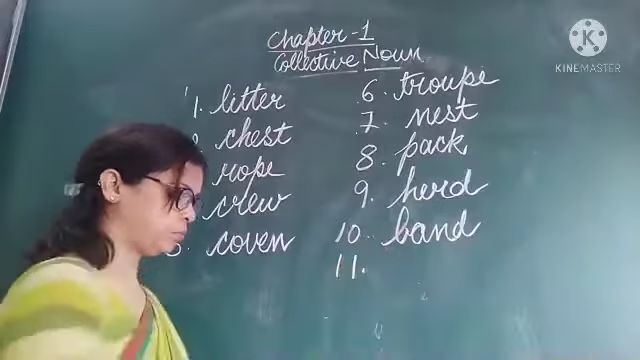 Chapter-1
Collective Noun
1. litter
chest
rope
crew
coven
6. troupe
7. nest
8. pack
9. herd
10. band
11.
KINEMASTER